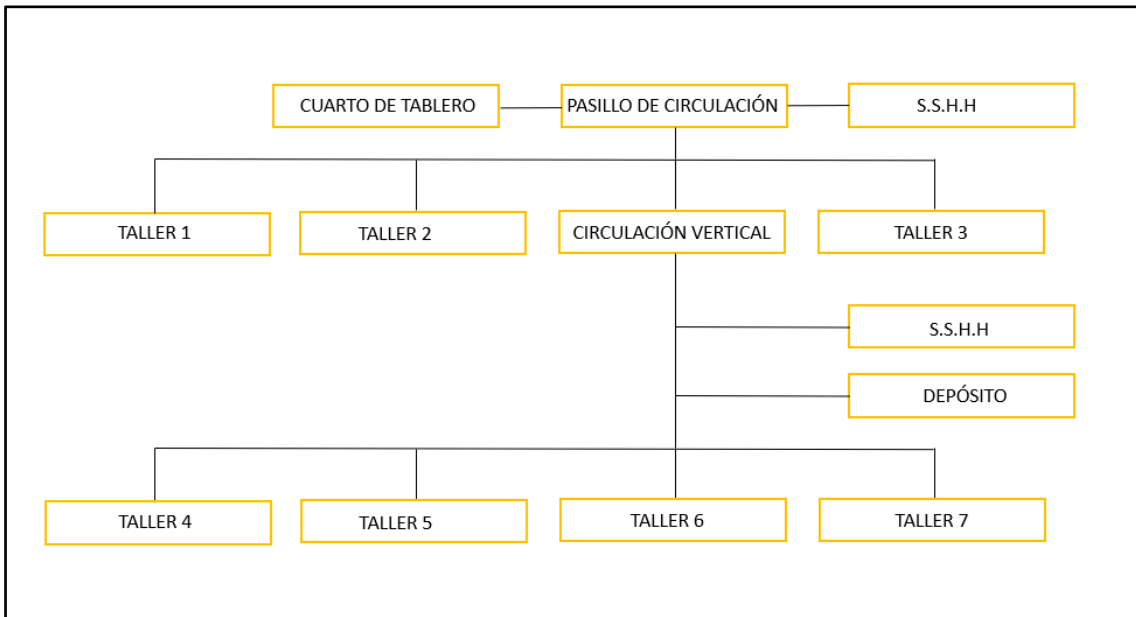 CUARTO DE TABLERO
PASILLO DE CIRCULACIÓN
S.S.H.H
TALLER 1
TALLER 2
CIRCULACIÓN VERTICAL
TALLER 3
S.S.H.H
DEPÓSITO
TALLER 4
TALLER 5
TALLER 6
TALLER 7